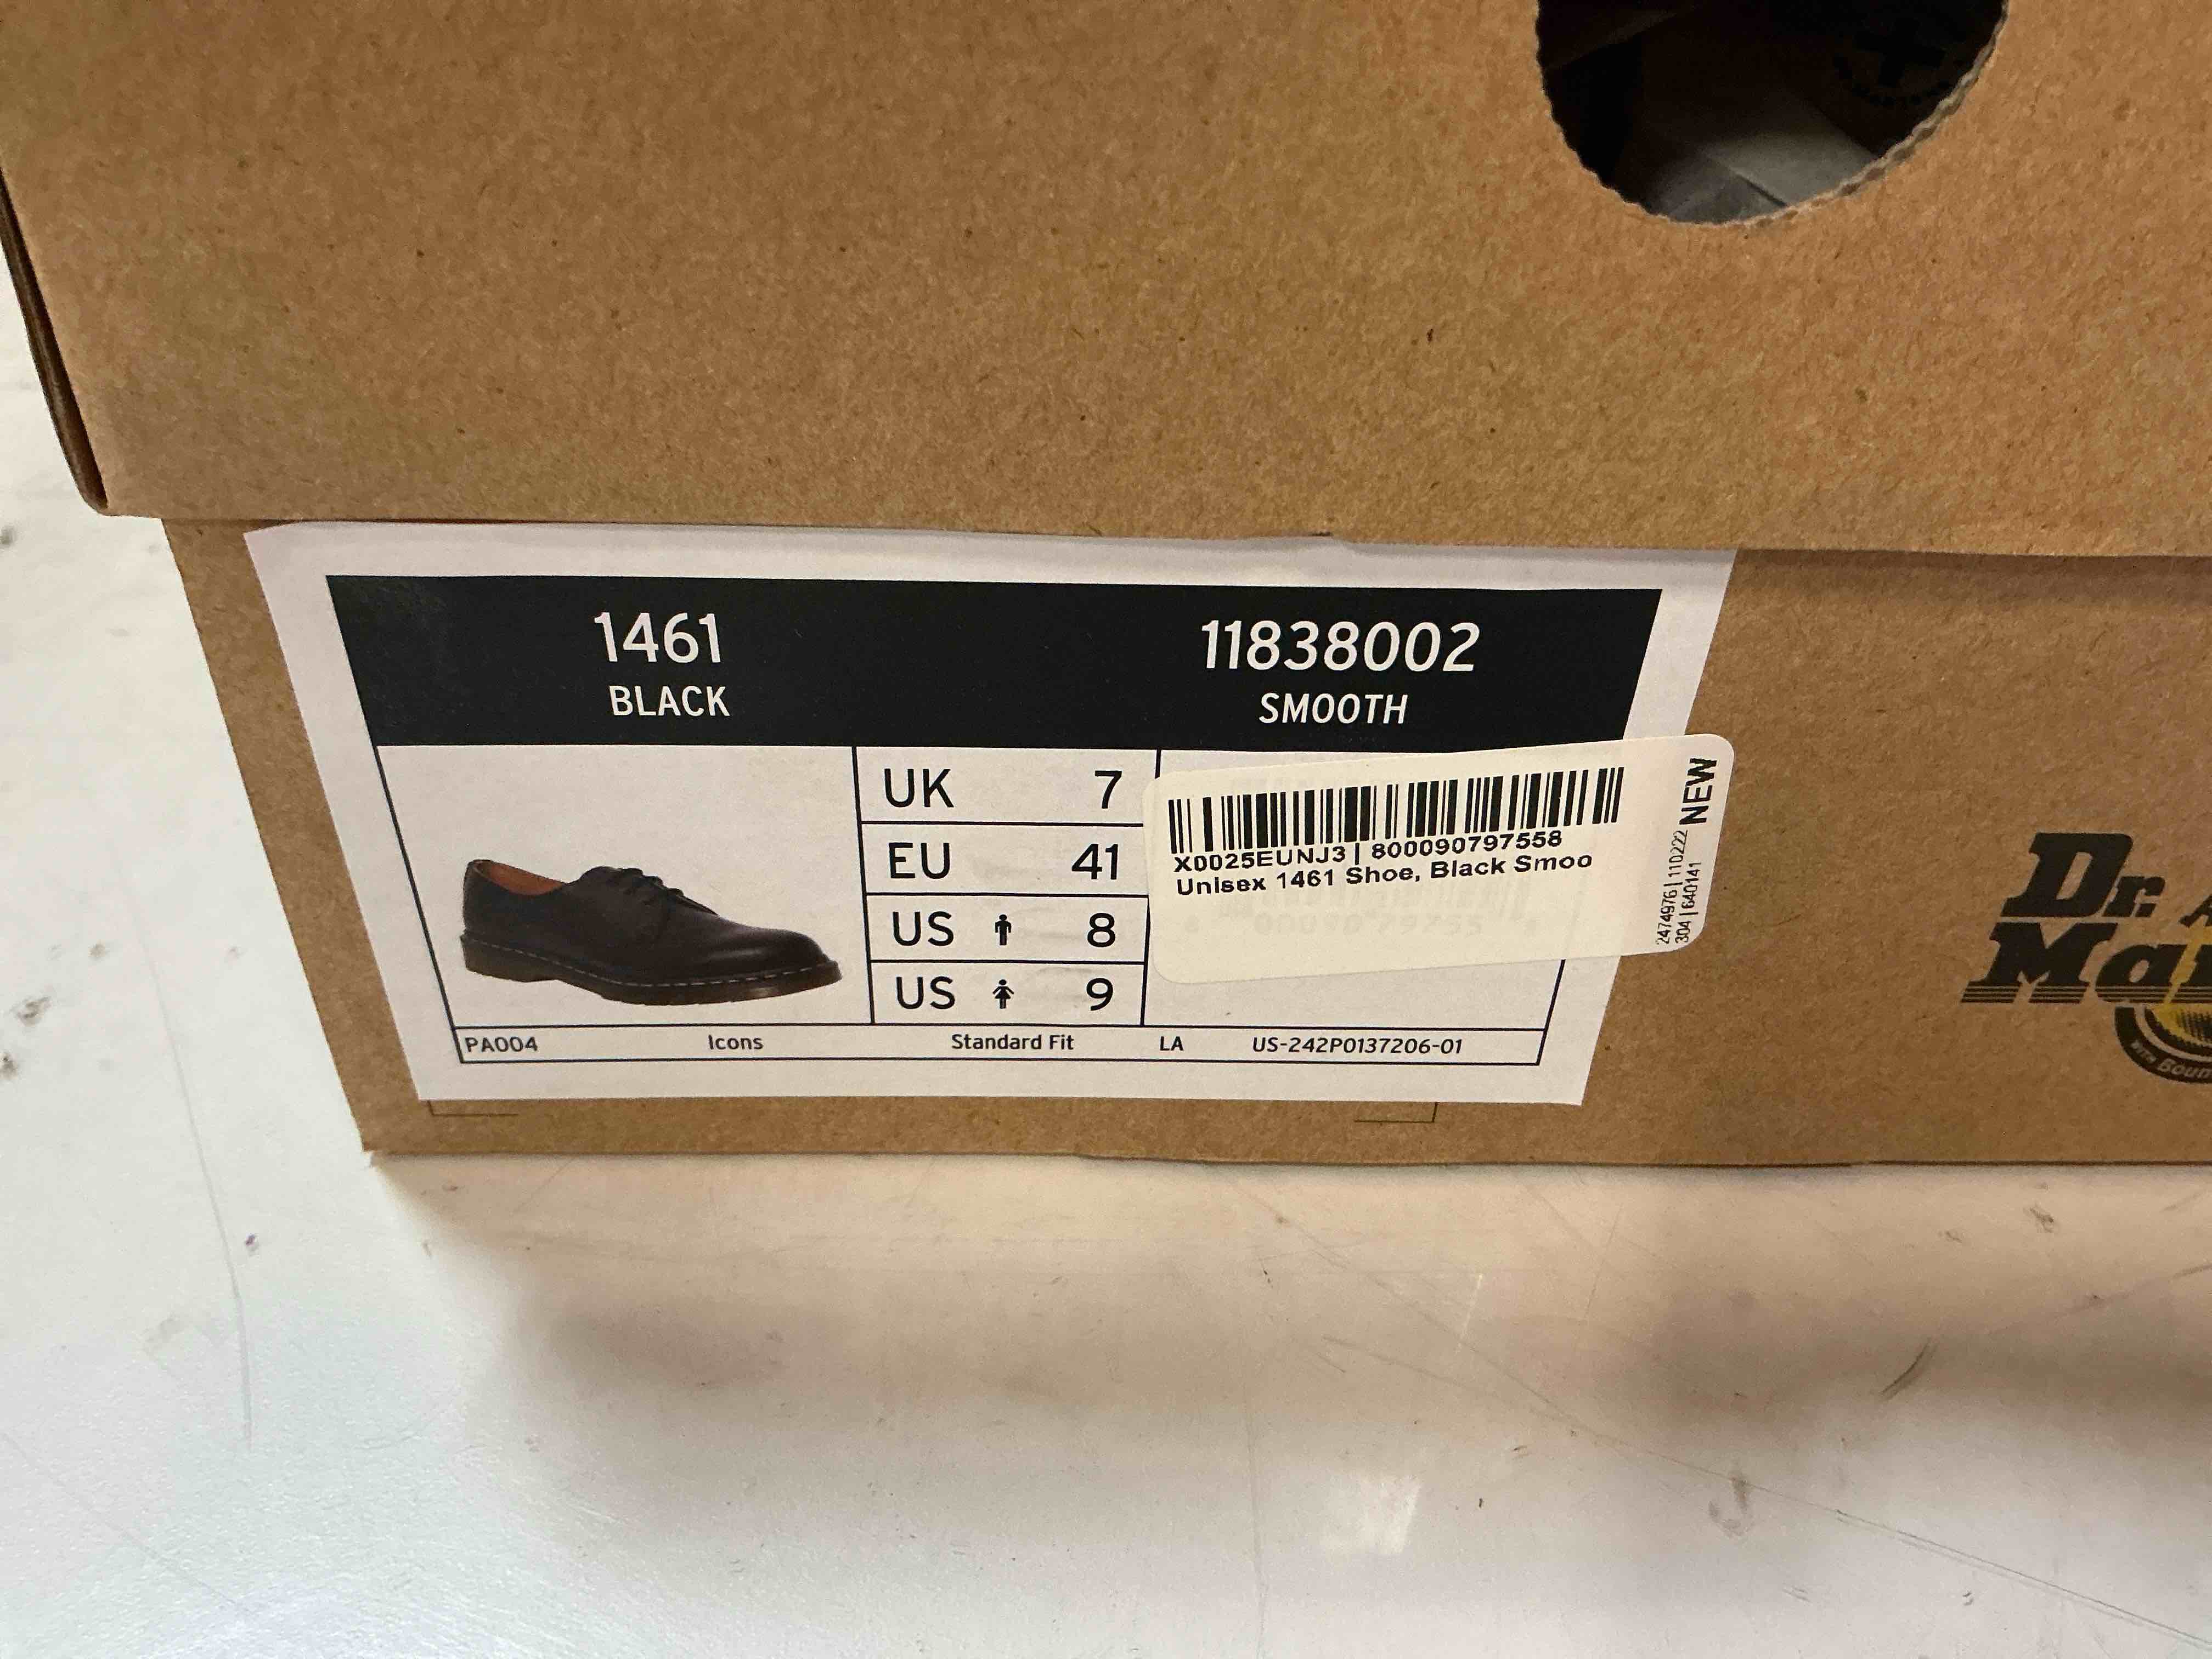 1461
BLACK
11838002
SMOOTH
UK 7
EU 41
US 8
US 9
X0025EUNJ3 | 800090797558
Unisex 1461 Shoe, Black Smoo
NEW
2474976 | 110222
304 | 640141
PA004 Icons Standard Fit LA US-242P0137206-01
Dr.